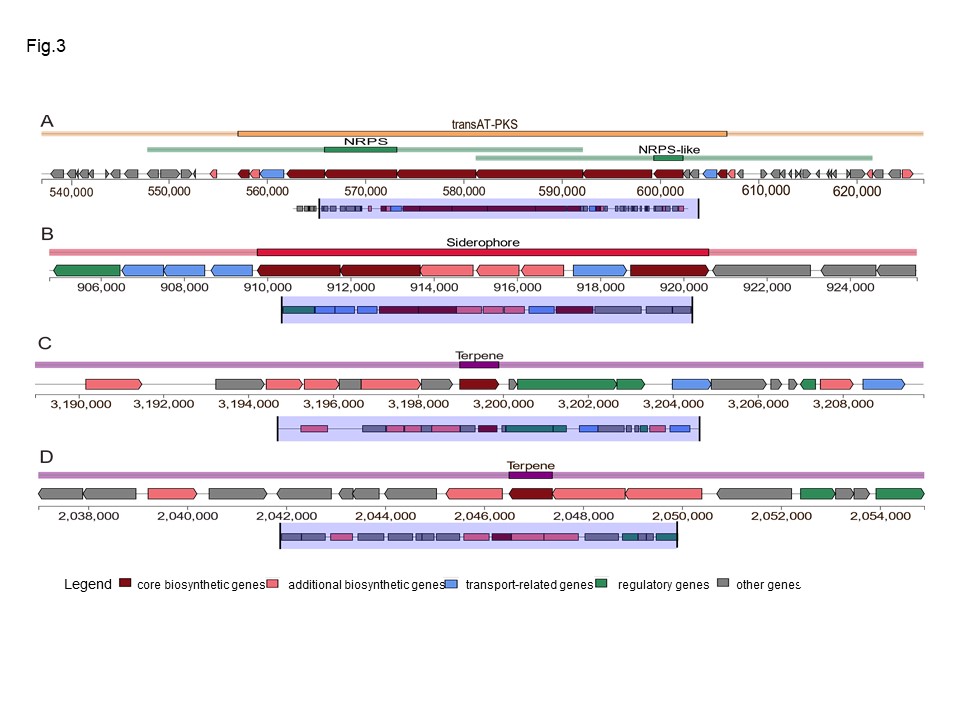 Fig.3
A
transAT-PKS
NRPS
NRPS-like
540,000 550,000 560,000 570,000 580,000 590,000 600,000 610,000 620,000
B
Siderophore
906,000 908,000 910,000 912,000 914,000 916,000 918,000 920,000 922,000 924,000
C
Terpene
3,190,000 3,192,000 3,194,000 3,196,000 3,198,000 3,200,000 3,202,000 3,204,000 3,206,000 3,208,000
D
Terpene
2,038,000 2,040,000 2,042,000 2,044,000 2,046,000 2,048,000 2,050,000 2,052,000 2,054,000
Legend core biosynthetic genes additional biosynthetic genes transport-related genes regulatory genes other genes